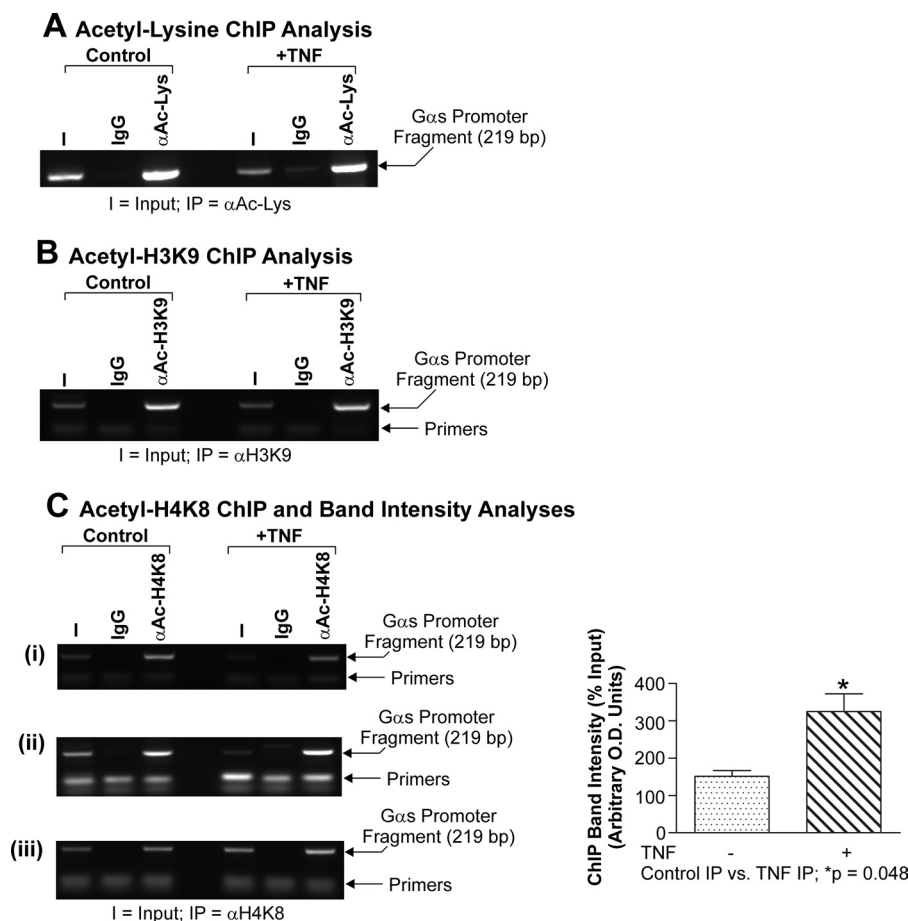 A Acetyl-Lysine ChIP Analysis
Control
+TNF
I
IgG
αAc-Lys
I
IgG
αAc-Lys
Gαs Promoter
Fragment (219 bp)
I = Input; IP = αAc-Lys
B Acetyl-H3K9 ChIP Analysis
Control
+TNF
I
IgG
αAc-H3K9
I
IgG
αAc-H3K9
Gαs Promoter
Fragment (219 bp)
Primers
I = Input; IP = αH3K9
C Acetyl-H4K8 ChIP and Band Intensity Analyses
Control
+TNF
I
IgG
αAc-H4K8
I
IgG
αAc-H4K8
(i)
Gαs Promoter
Fragment (219 bp)
Primers
(ii)
Gαs Promoter
Fragment (219 bp)
Primers
(iii)
Gαs Promoter
Fragment (219 bp)
Primers
I = Input; IP = αH4K8
ChIP Band Intensity (% Input)
(Arbitrary O.D. Units)
400
300
200
100
0
*
TNF - +
Control IP vs. TNF IP; *p = 0.048